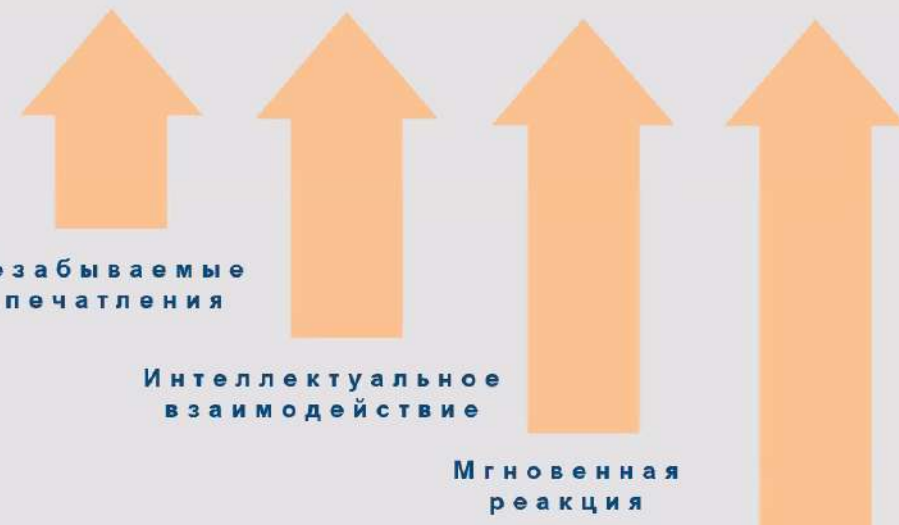 езабываемые
печатления
Интеллектуальное
взаимодействие
Мгновенная
реакция